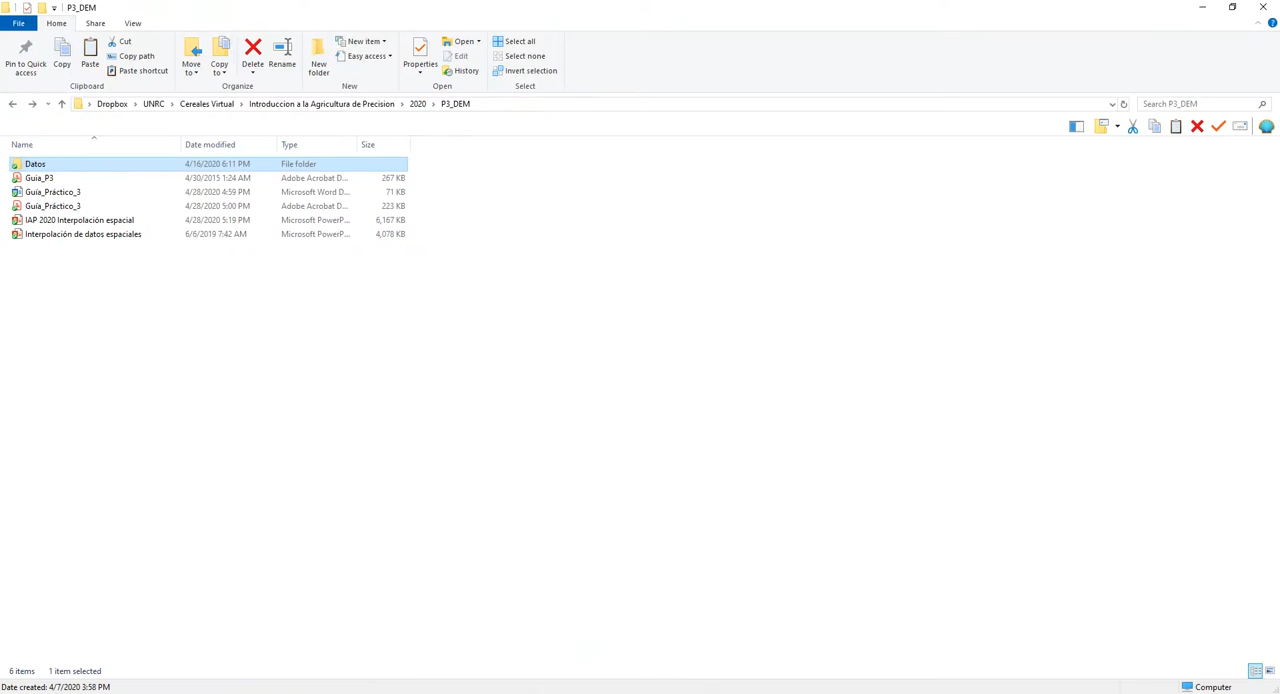 P3_DEM
File Home Share View
Pin to Quick access
Copy
Paste
Cut
Copy path
Paste shortcut
Clipboard
Move to
Copy to
Delete
Rename
Organize
New folder
New item
Easy access
New
Properties
Open
Edit
History
Open
Select all
Select none
Invert selection
Select
Dropbox › UNRC › Cereales Virtual › Introduccion a la Agricultura de Precision › 2020 › P3_DEM
Search P3_DEM
Name Date modified Type Size
Datos 4/16/2020 6:11 PM File folder
Guia_P3 4/30/2015 1:24 AM Adobe Acrobat D... 267 KB
Guía_Práctico_3 4/28/2020 4:59 PM Microsoft Word D... 71 KB
Guía_Práctico_3 4/28/2020 5:00 PM Adobe Acrobat D... 223 KB
IAP 2020 Interpolación espacial 4/28/2020 5:19 PM Microsoft PowerP... 6,167 KB
Interpolación de datos espaciales 6/6/2019 7:42 AM Microsoft PowerP... 4,078 KB
6 items 1 item selected
Date created: 4/7/2020 3:58 PM
Computer